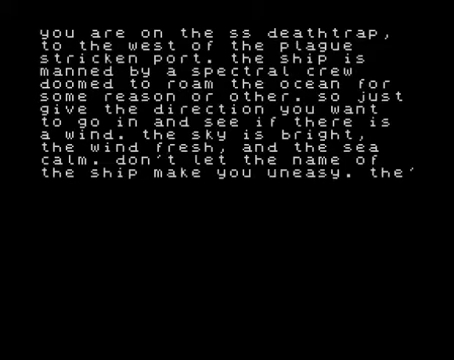 you are on the ss deathtrap,
to the west of the plague
stricken port. the ship is
manned by a spectral crew
doomed to roam the ocean for
some reason or other. so just
give the direction you want
to go in and see if there is
a wind. the sky is bright,
the wind fresh, and the sea
calm. don't let the name of
the ship make you uneasy. the'